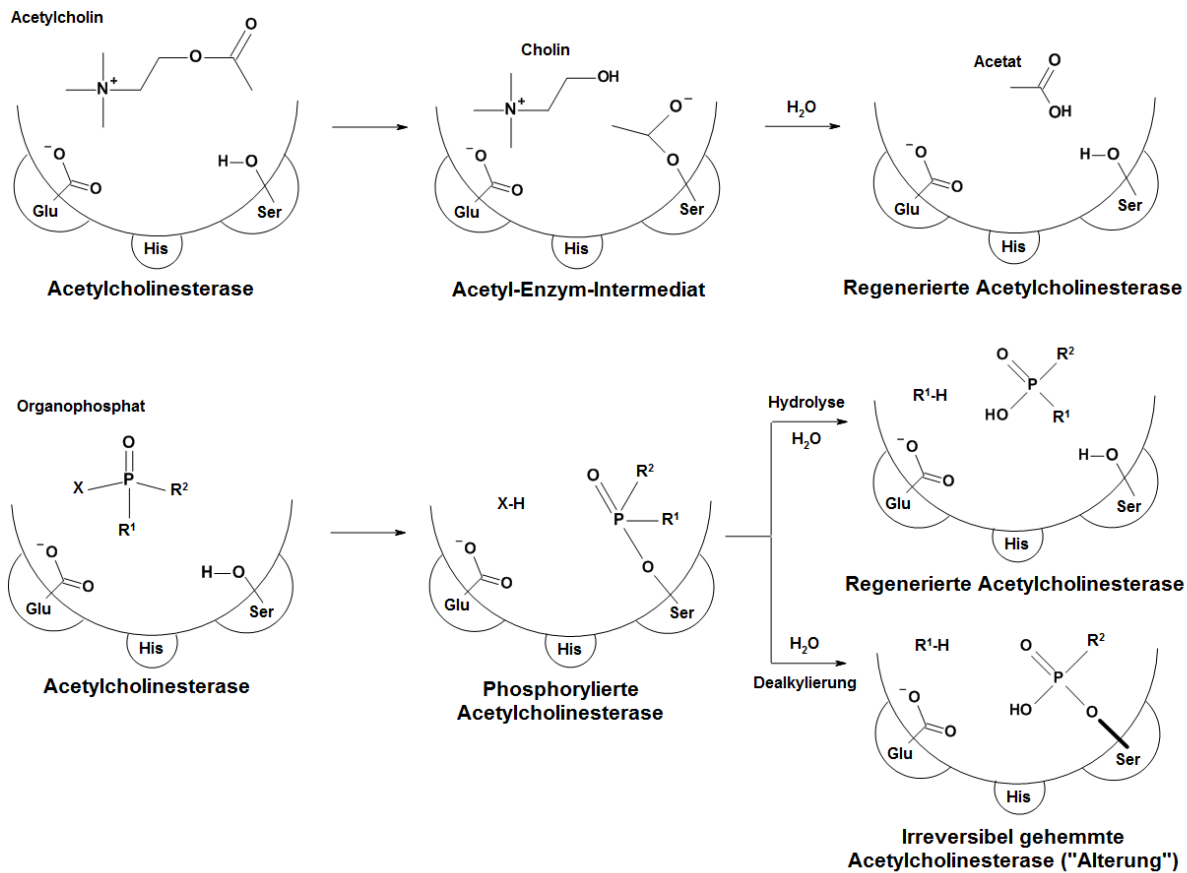 Acetylcholin
O
O
N+
-O
O
H–O
Glu
Ser
His
Acetylcholinesterase
Cholin
OH
N+
O-
O
-O
O
Glu
Ser
His
Acetyl-Enzym-Intermediat
H2O
Acetat
O
OH
-O
O
H–O
Glu
Ser
His
Regenerierte Acetylcholinesterase
Organophosphat
O
X
P
R2
R1
-O
O
H–O
Glu
Ser
His
Acetylcholinesterase
X-H
O
R2
P
R1
O
-O
O
Glu
Ser
His
Phosphorylierte
Acetylcholinesterase
Hydrolyse
H2O
R1-H
O
R2
P
HO
R1
-O
O
H–O
Glu
Ser
His
Regenerierte Acetylcholinesterase
H2O
Dealkylierung
R1-H
O
R2
P
HO
O
-O
O
Glu
Ser
His
Irreversibel gehemmte
Acetylcholinesterase ("Alterung")